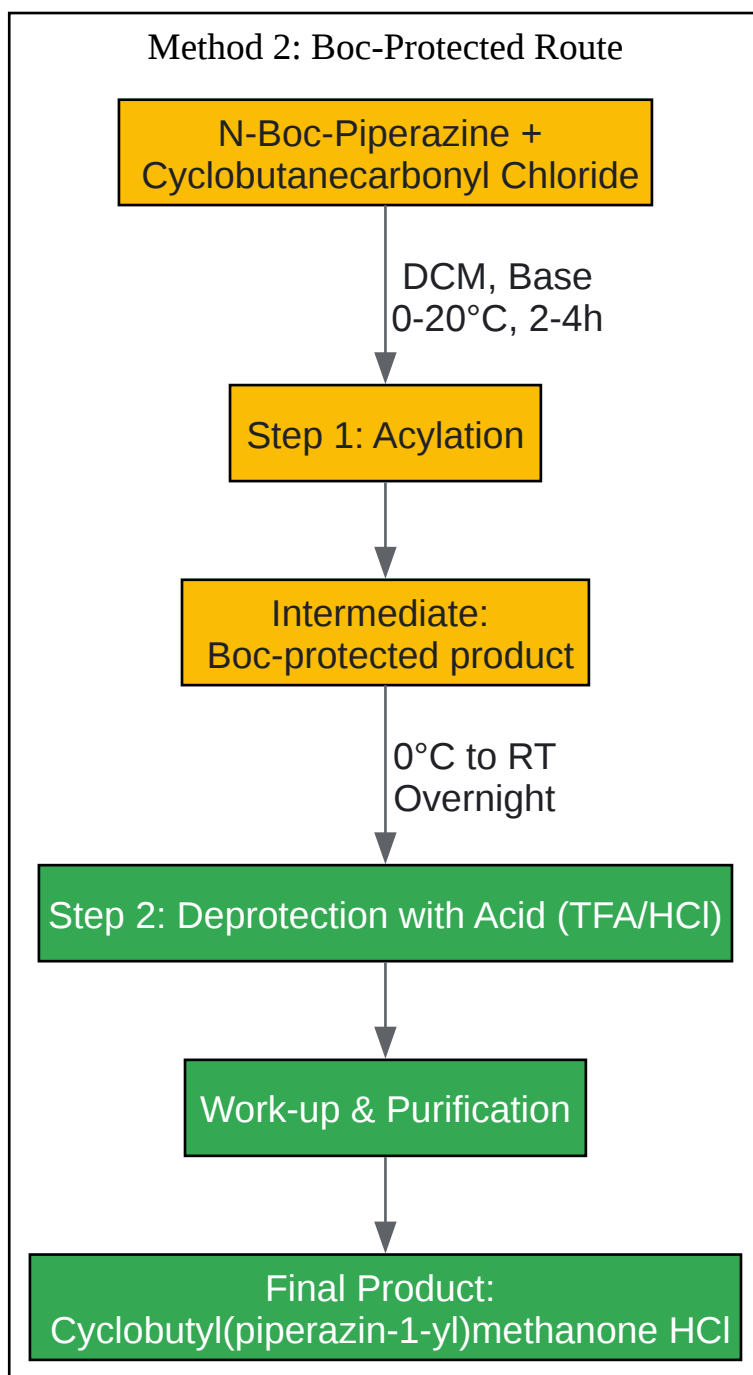 Method 2: Boc-Protected Route
N-Boc-Piperazine +
Cyclobutanecarbonyl Chloride
DCM, Base
0-20°C, 2-4h
Step 1: Acylation
Intermediate:
Boc-protected product
0°C to RT
Overnight
Step 2: Deprotection with Acid (TFA/HCl)
Work-up & Purification
Final Product:
Cyclobutyl(piperazin-1-yl)methanone HCl